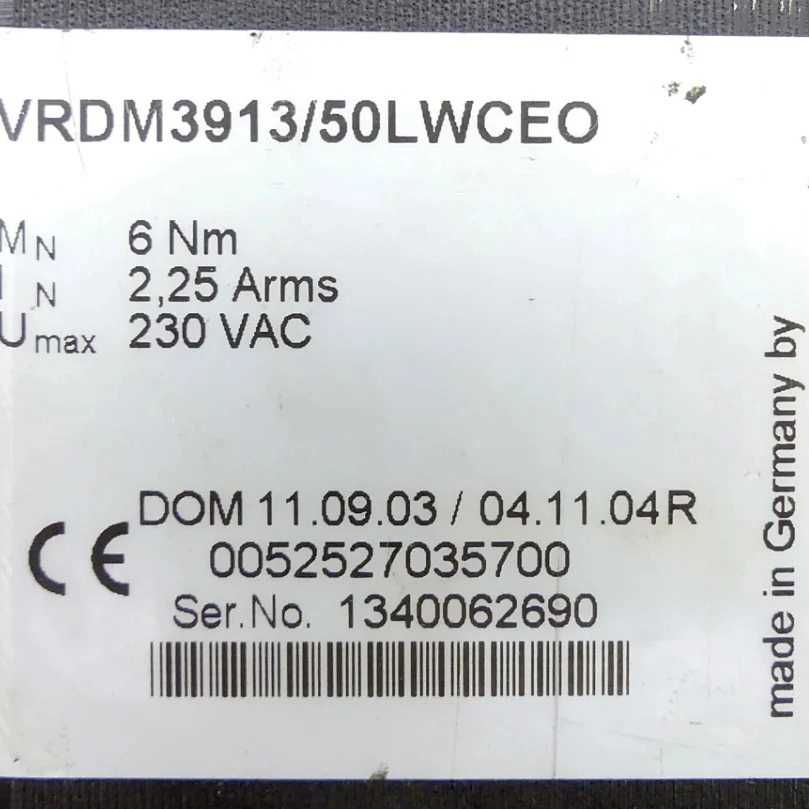 VRDM3913/50LWCEO
MN 6 Nm
IN 2,25 Arms
Umax 230 VAC
DOM 11.09.03 / 04.11.04R
CE 0052527035700
Ser.No. 1340062690
made in Germany by